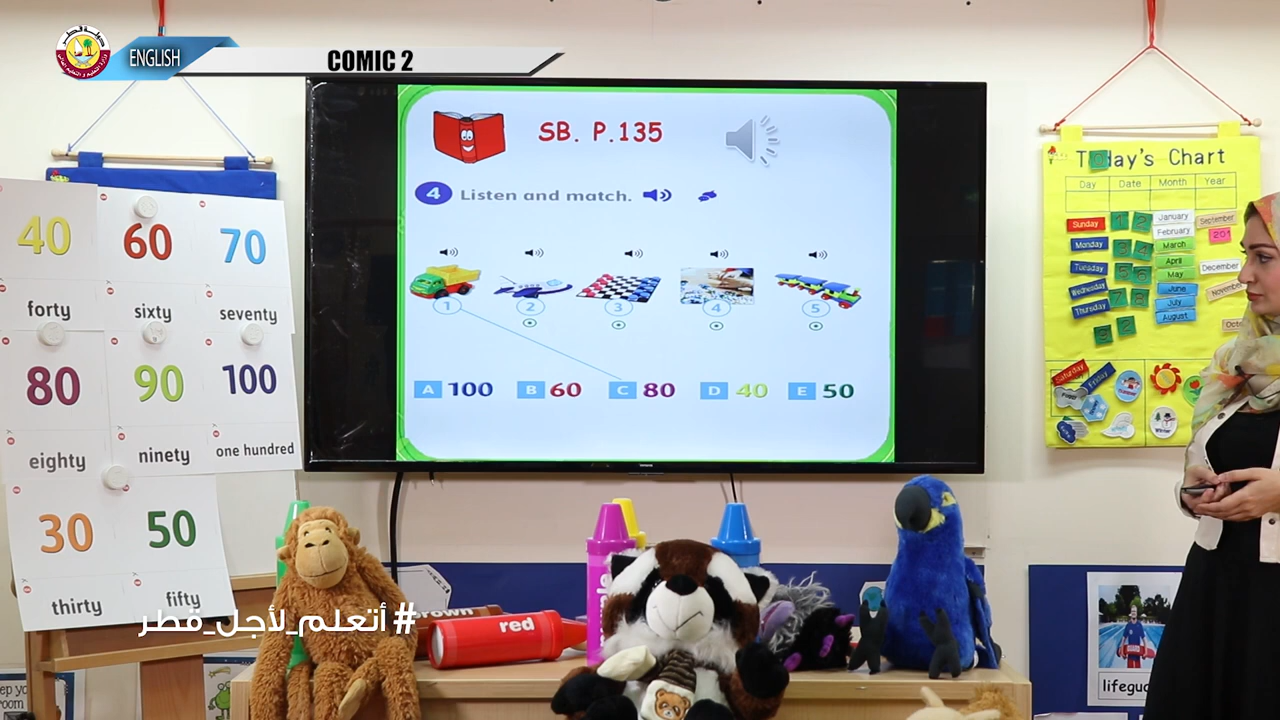 ENGLISH
COMIC 2
SB. P.135
4 Listen and match.
1 2 3 4 5
A 100 B 60 C 80 D 40 E 50
40 60 70
forty sixty seventy
80 90 100
eighty ninety one hundred
30 50
thirty fifty
#أتعلم_لأجل_قطر
Today's Chart
Day Date Month Year
Sunday
Monday
Tuesday
Wednesday
Thursday
Saturday
Friday
January
February
March
April
May
June
July
August
September
201
December
November
brown
red